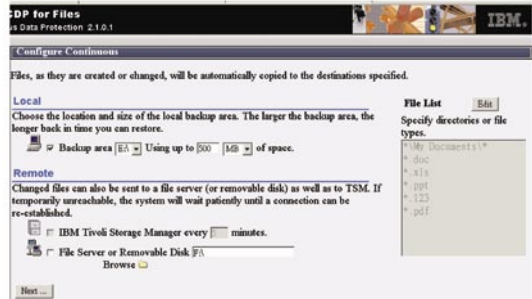 CDP for Files
us Data Protection 2.1.0.1
IBM.
Configure Continuous
Files, as they are created or changed, will be automatically copied to the destinations specified.
Local
Choose the location and size of the local backup area. The larger the backup area, the
longer back in time you can restore.
Backup area E:\ Using up to 500 MB of space.
Remote
Changed files can also be sent to a file server (or removable disk) as well as to TSM. If
temporarily unreachable, the system will wait patiently until a connection can be
re-established.
IBM Tivoli Storage Manager every minutes.
File Server or Removable Disk F:\
Browse
Next ...
File List Edit
Specify directories or file
types.
*\My Documents\*
*.doc
*.xls
*.ppt
*.123
*.pdf